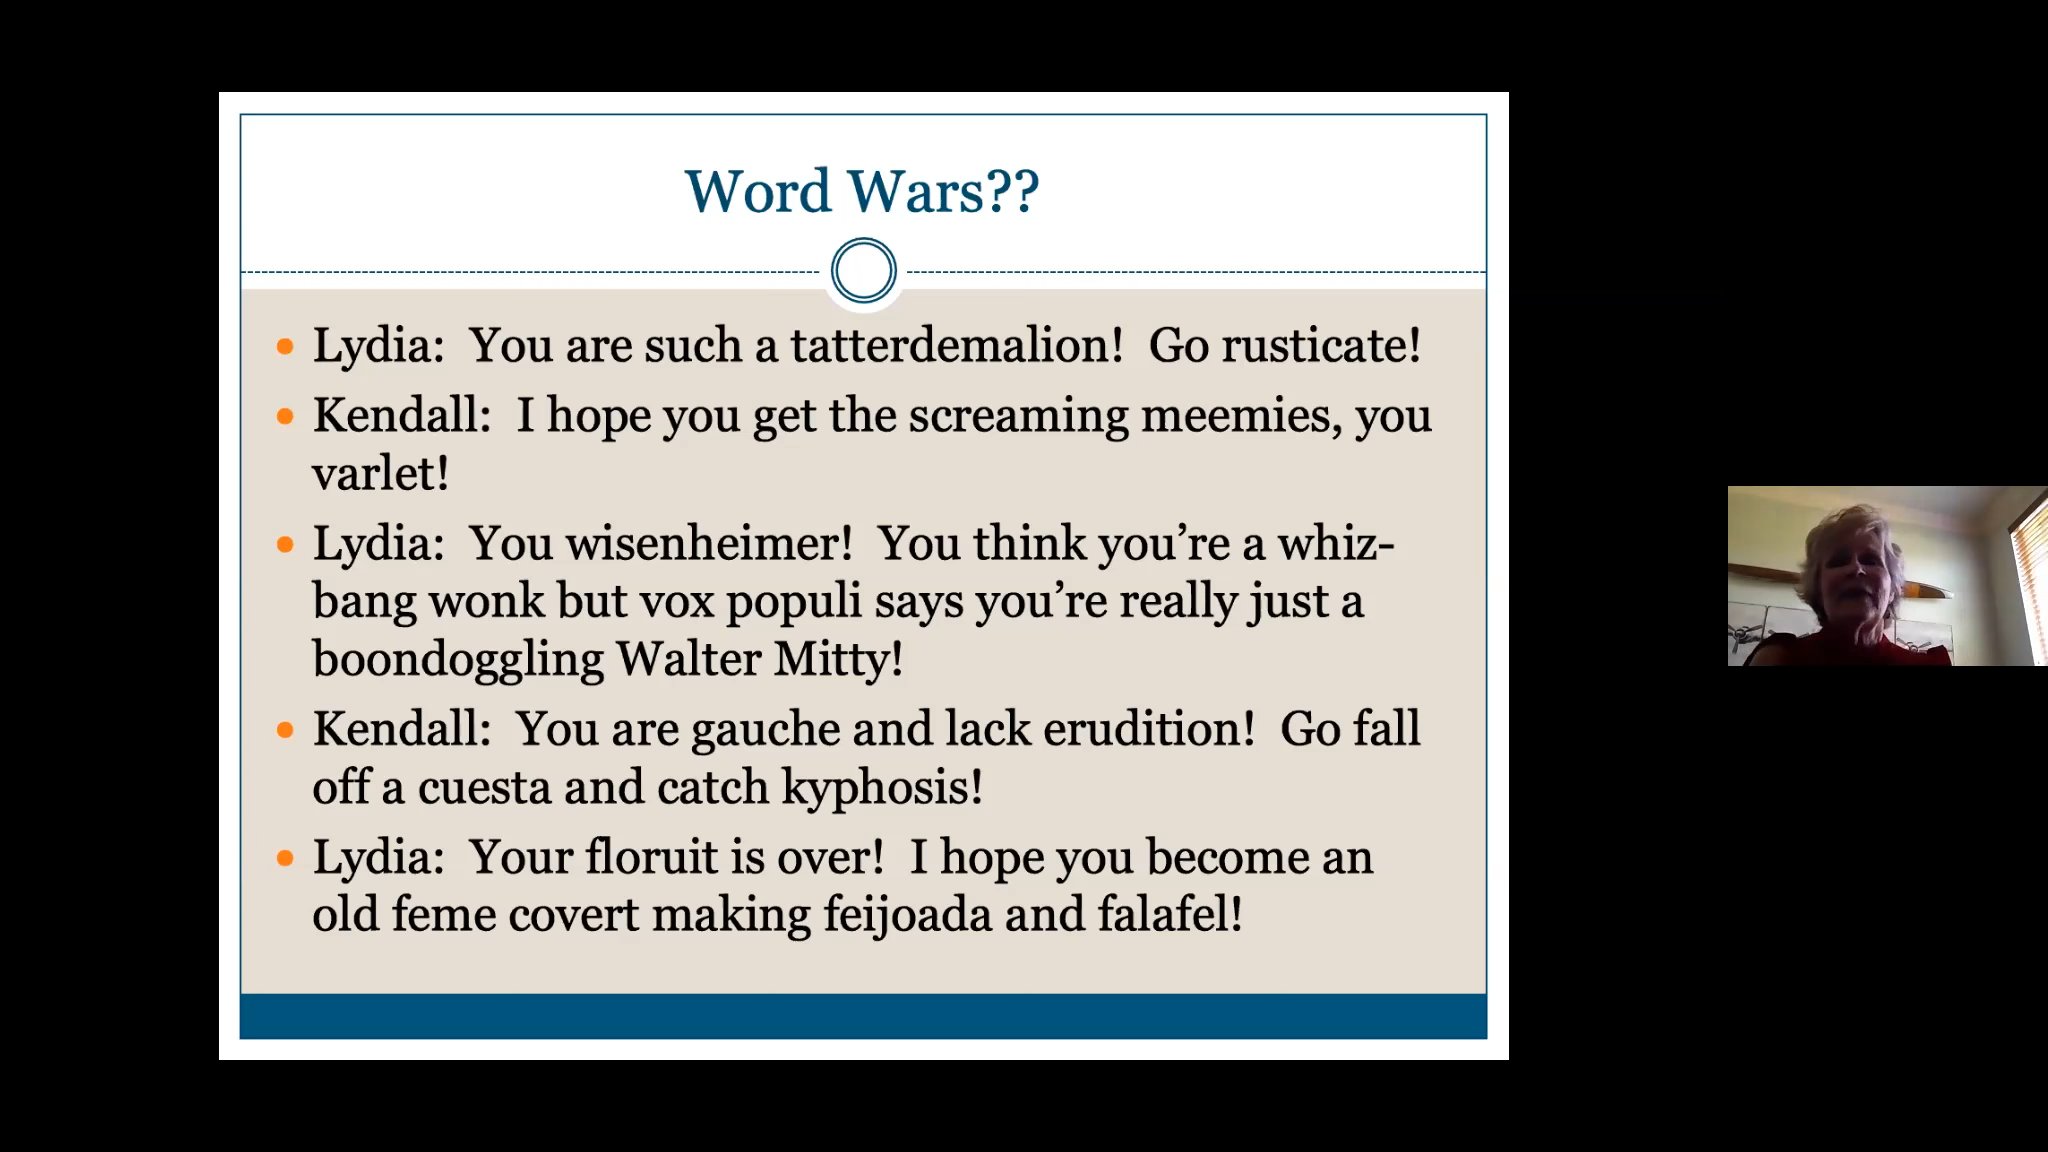 Word Wars??
Lydia:  You are such a tatterdemalion!  Go rusticate!
Kendall:  I hope you get the screaming meemies, you
varlet!
Lydia:  You wisenheimer!  You think you’re a whiz-
bang wonk but vox populi says you’re really just a
boondoggling Walter Mitty!
Kendall:  You are gauche and lack erudition!  Go fall
off a cuesta and catch kyphosis!
Lydia:  Your floruit is over!  I hope you become an
old feme covert making feijoada and falafel!